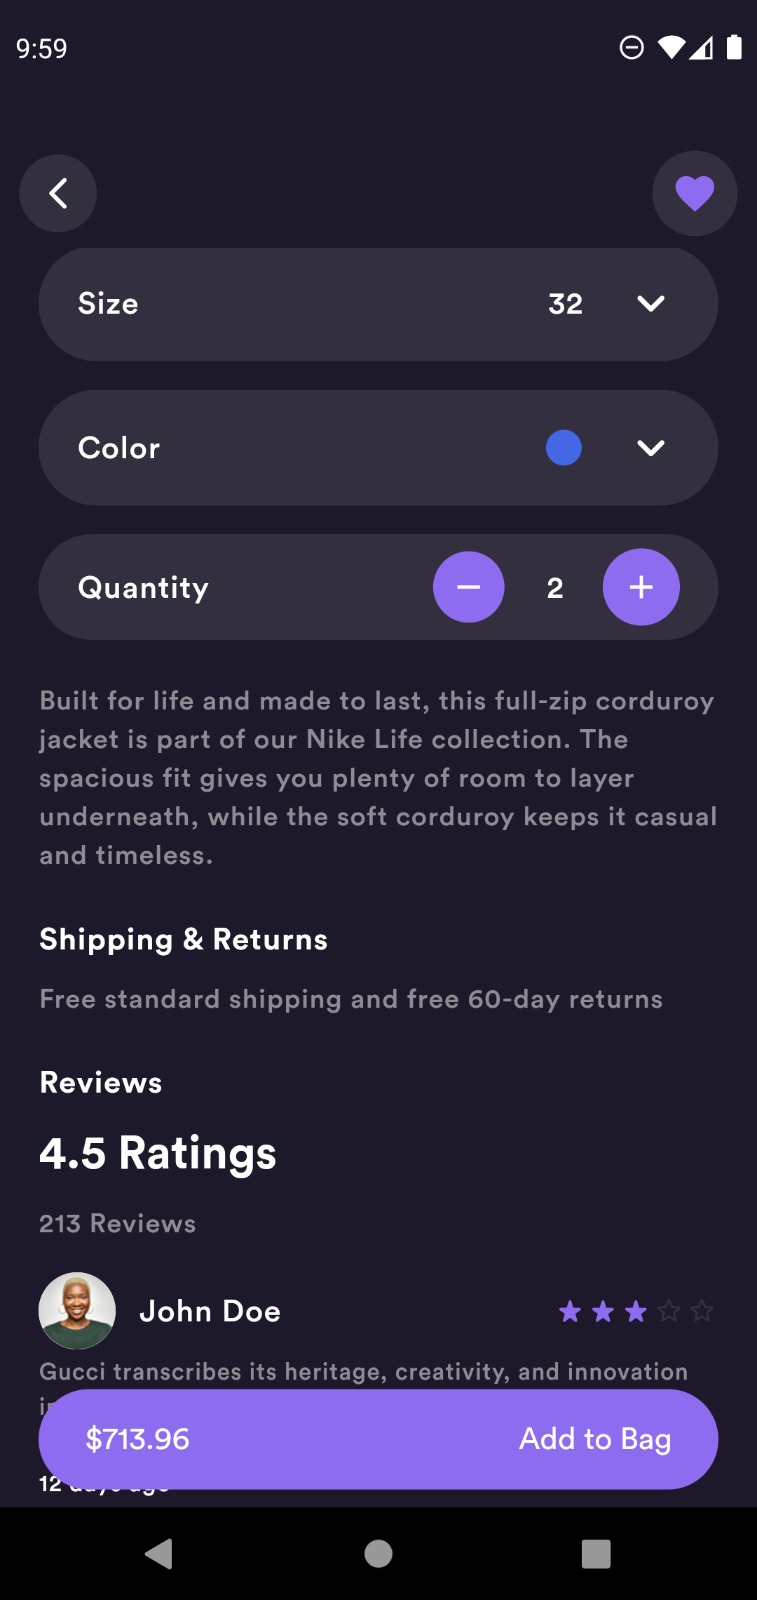 9:59
Size 32
Color
Quantity 2
Built for life and made to last, this full-zip corduroy
jacket is part of our Nike Life collection. The
spacious fit gives you plenty of room to layer
underneath, while the soft corduroy keeps it casual
and timeless.
Shipping & Returns
Free standard shipping and free 60-day returns
Reviews
4.5 Ratings
213 Reviews
John Doe
Gucci transcribes its heritage, creativity, and innovation
$713.96 Add to Bag
12 days ago